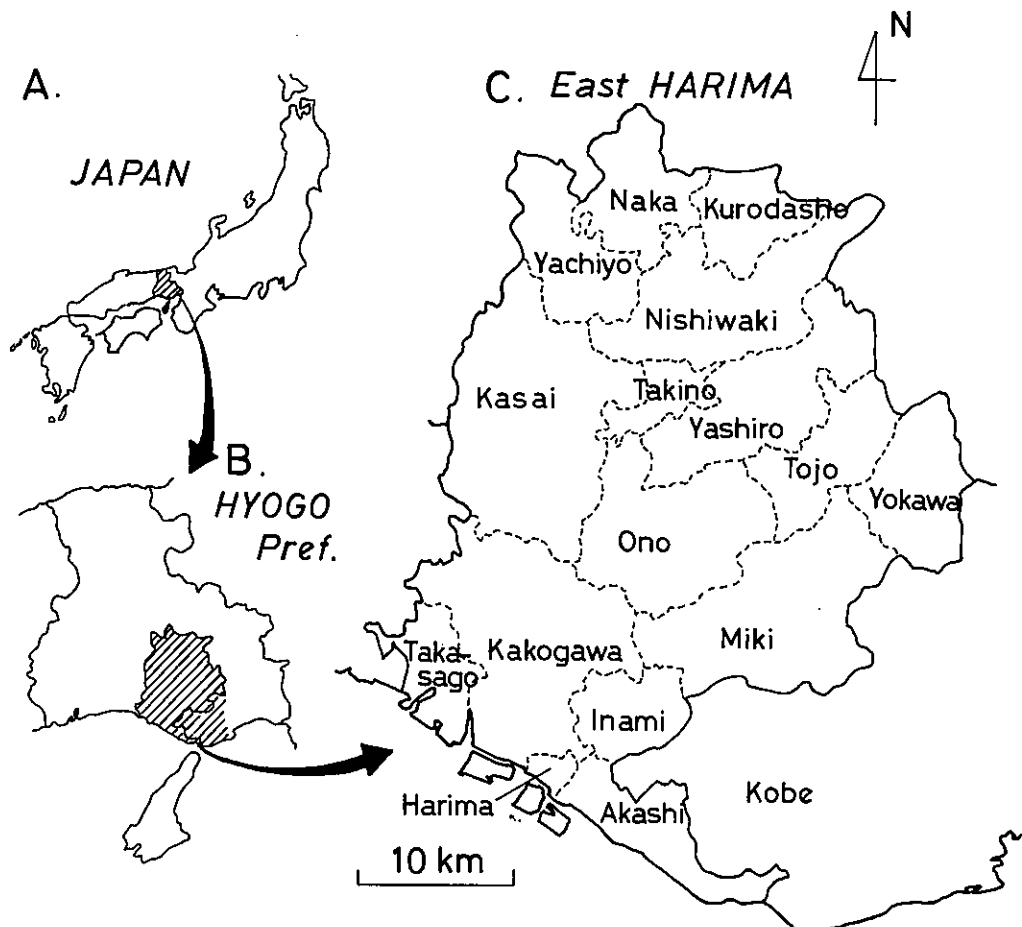 A.
JAPAN
B.
HYOGO
Pref.
C. East HARIMA
N
Naka
Kurodasho
Yachiyo
Nishiwaki
Kasai
Takino
Yashiro
Tojo
Yokawa
Ono
Miki
Taka-
sago
Kakogawa
Inami
Harima
Akashi
Kobe
10 km